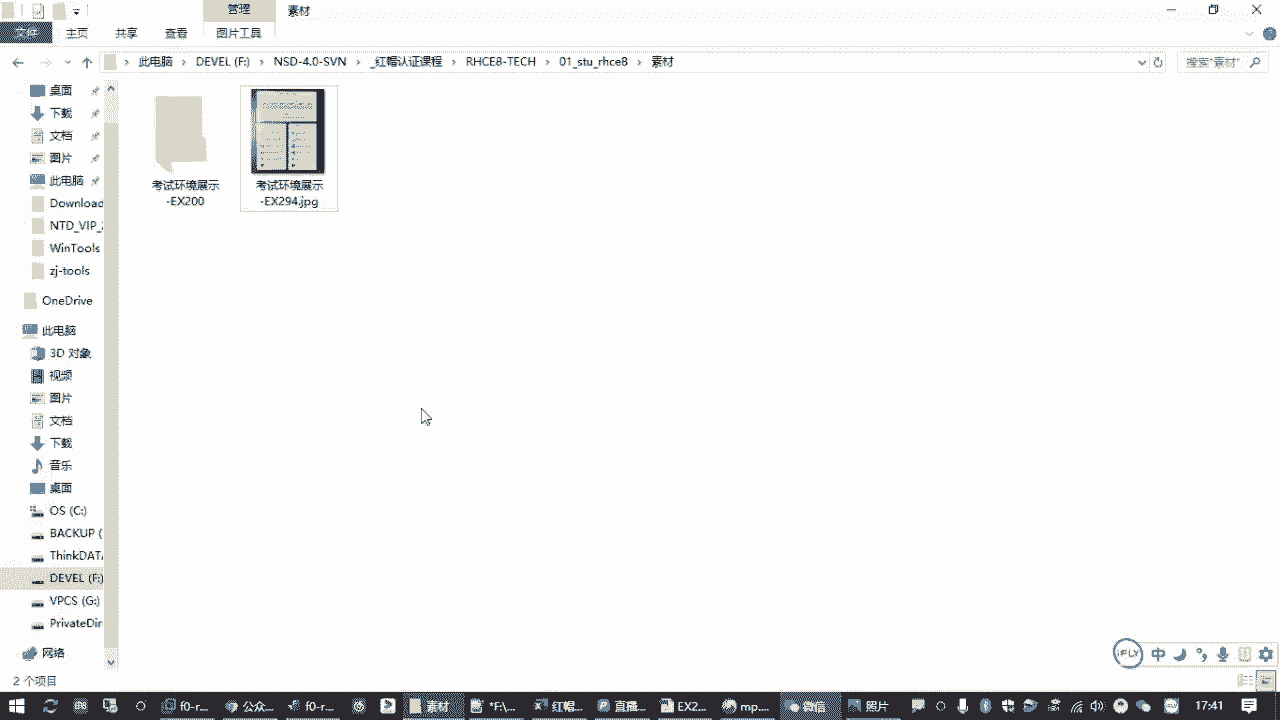 管理
素材
文件
主页
共享
查看
图片工具
此电脑 › DEVEL (F:) › NSD-4.0-SVN › _红帽认证课程 › RHCE8-TECH › 01_stu_rhce8 › 素材
搜索"素材"
桌面
下载
文档
图片
此电脑
Download
NTD_VIP_
WinTools
zj-tools
OneDrive
此电脑
3D 对象
视频
图片
文档
下载
音乐
桌面
OS (C:)
BACKUP (
ThinkDATA
DEVEL (F:)
VPCS (G:)
PrivateDir
网络
考试环境展示
-EX200
考试环境展示
-EX294.jpg
iFLY 中
2 个项目
f0-r... 公众... f0-r... 素材 *F:\... 红帽... 直播... EX2... mp... 微信 照片 17:41